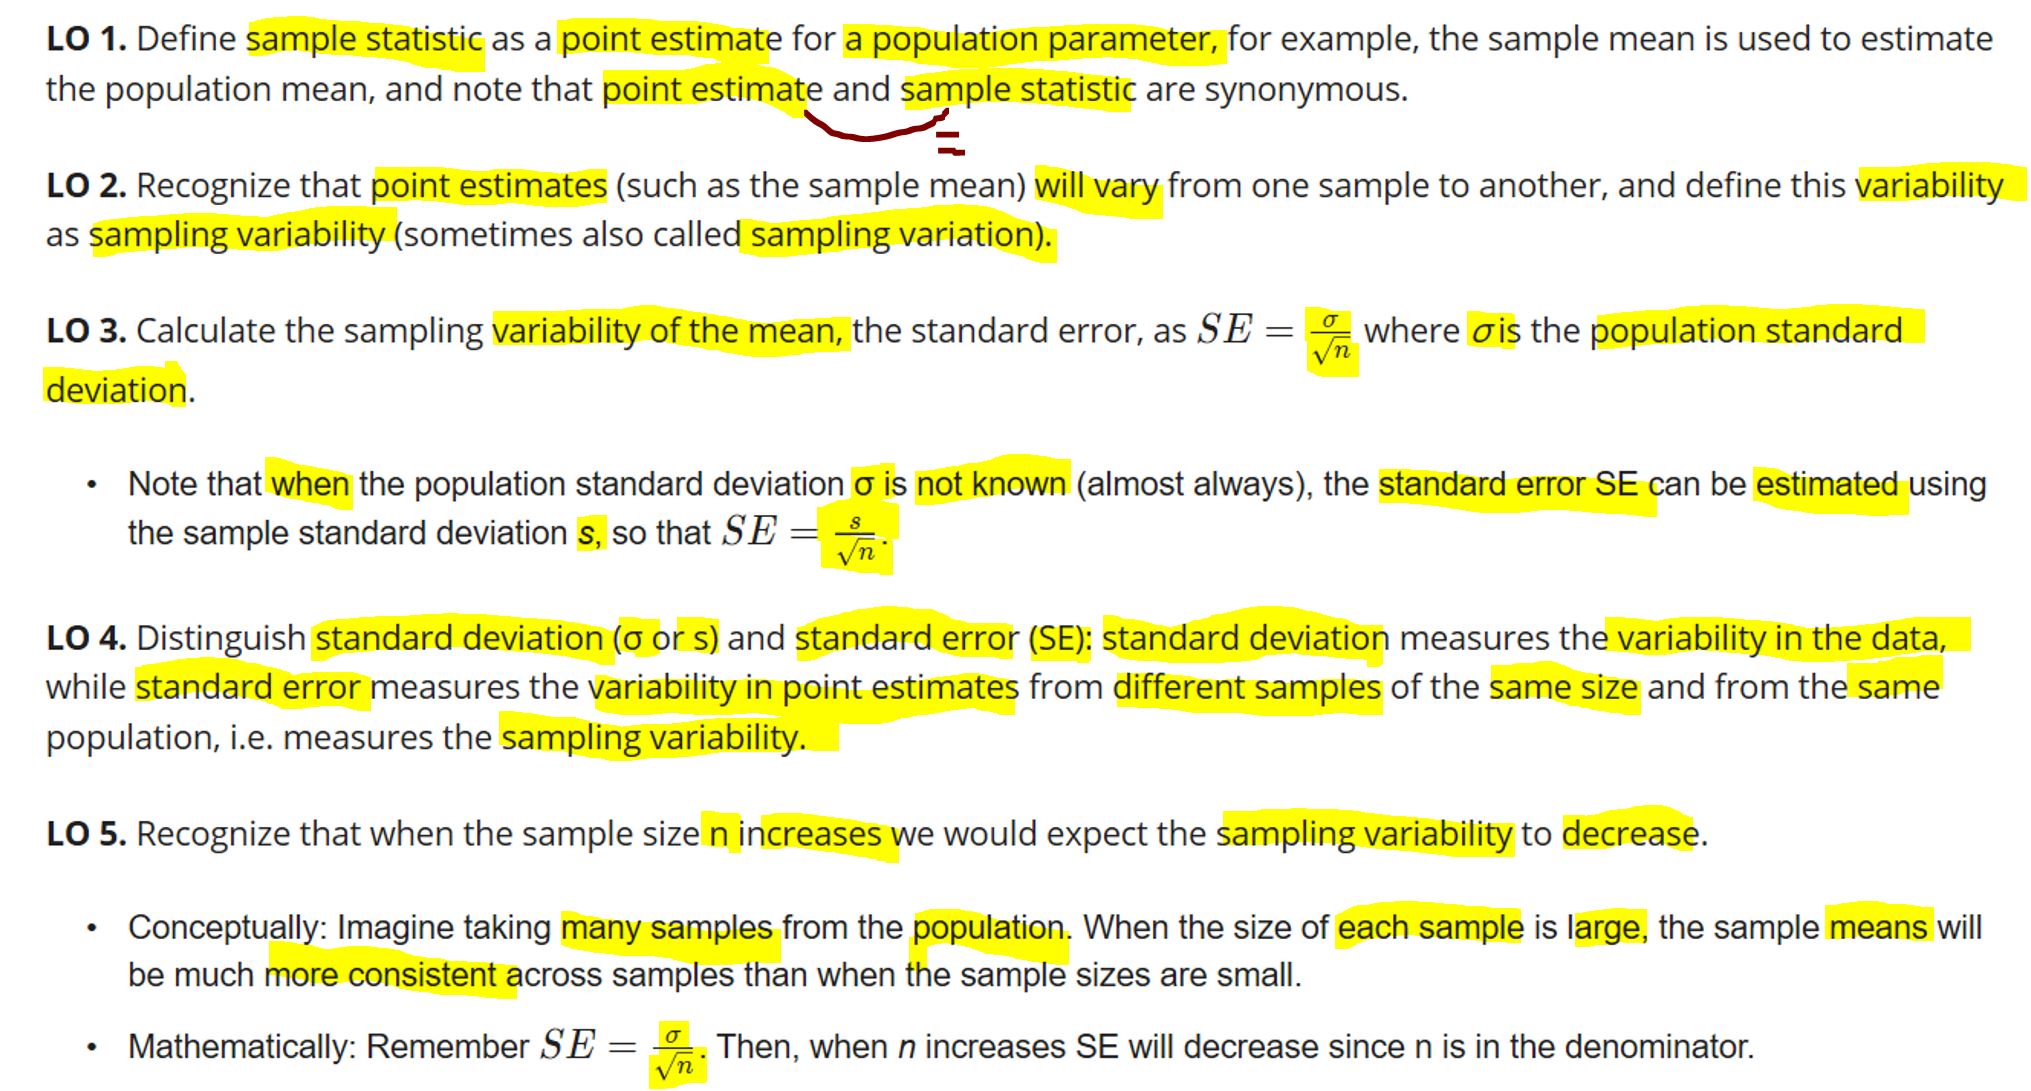 LO 1. Define sample statistic as a point estimate for a population parameter, for example, the sample mean is used to estimate
the population mean, and note that point estimate and sample statistic are synonymous.
=
LO 2. Recognize that point estimates (such as the sample mean) will vary from one sample to another, and define this variability
as sampling variability (sometimes also called sampling variation).
LO 3. Calculate the sampling variability of the mean, the standard error, as SE = σ/√n where σ is the population standard
deviation.
• Note that when the population standard deviation σ is not known (almost always), the standard error SE can be estimated using
the sample standard deviation s, so that SE = s/√n.
LO 4. Distinguish standard deviation (σ or s) and standard error (SE): standard deviation measures the variability in the data,
while standard error measures the variability in point estimates from different samples of the same size and from the same
population, i.e. measures the sampling variability.
LO 5. Recognize that when the sample size n increases we would expect the sampling variability to decrease.
• Conceptually: Imagine taking many samples from the population. When the size of each sample is large, the sample means will
be much more consistent across samples than when the sample sizes are small.
• Mathematically: Remember SE = σ/√n. Then, when n increases SE will decrease since n is in the denominator.